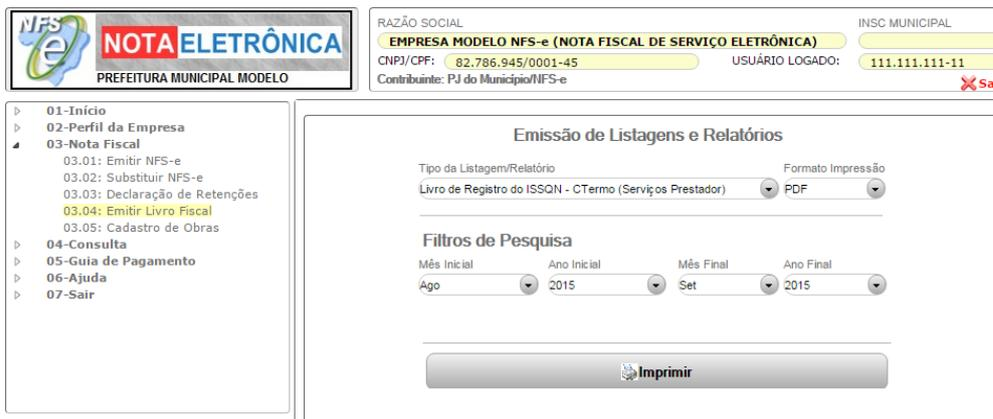 NFS-e
NOTA ELETRÔNICA
PREFEITURA MUNICIPAL MODELO
RAZÃO SOCIAL
INSC MUNICIPAL
EMPRESA MODELO NFS-e (NOTA FISCAL DE SERVIÇO ELETRÔNICA)
CNPJ/CPF: 82.786.945/0001-45 USUÁRIO LOGADO: 111.111.111-11
Contribuinte: PJ do Município/NFS-e
Sa
01-Início
02-Perfil da Empresa
03-Nota Fiscal
03.01: Emitir NFS-e
03.02: Substituir NFS-e
03.03: Declaração de Retenções
03.04: Emitir Livro Fiscal
03.05: Cadastro de Obras
04-Consulta
05-Guia de Pagamento
06-Ajuda
07-Sair
Emissão de Listagens e Relatórios
Tipo da Listagem/Relatório Formato Impressão
Livro de Registro do ISSQN - CTermo (Serviços Prestador) PDF
Filtros de Pesquisa
Mês Inicial Ano Inicial Mês Final Ano Final
Ago 2015 Set 2015
Imprimir